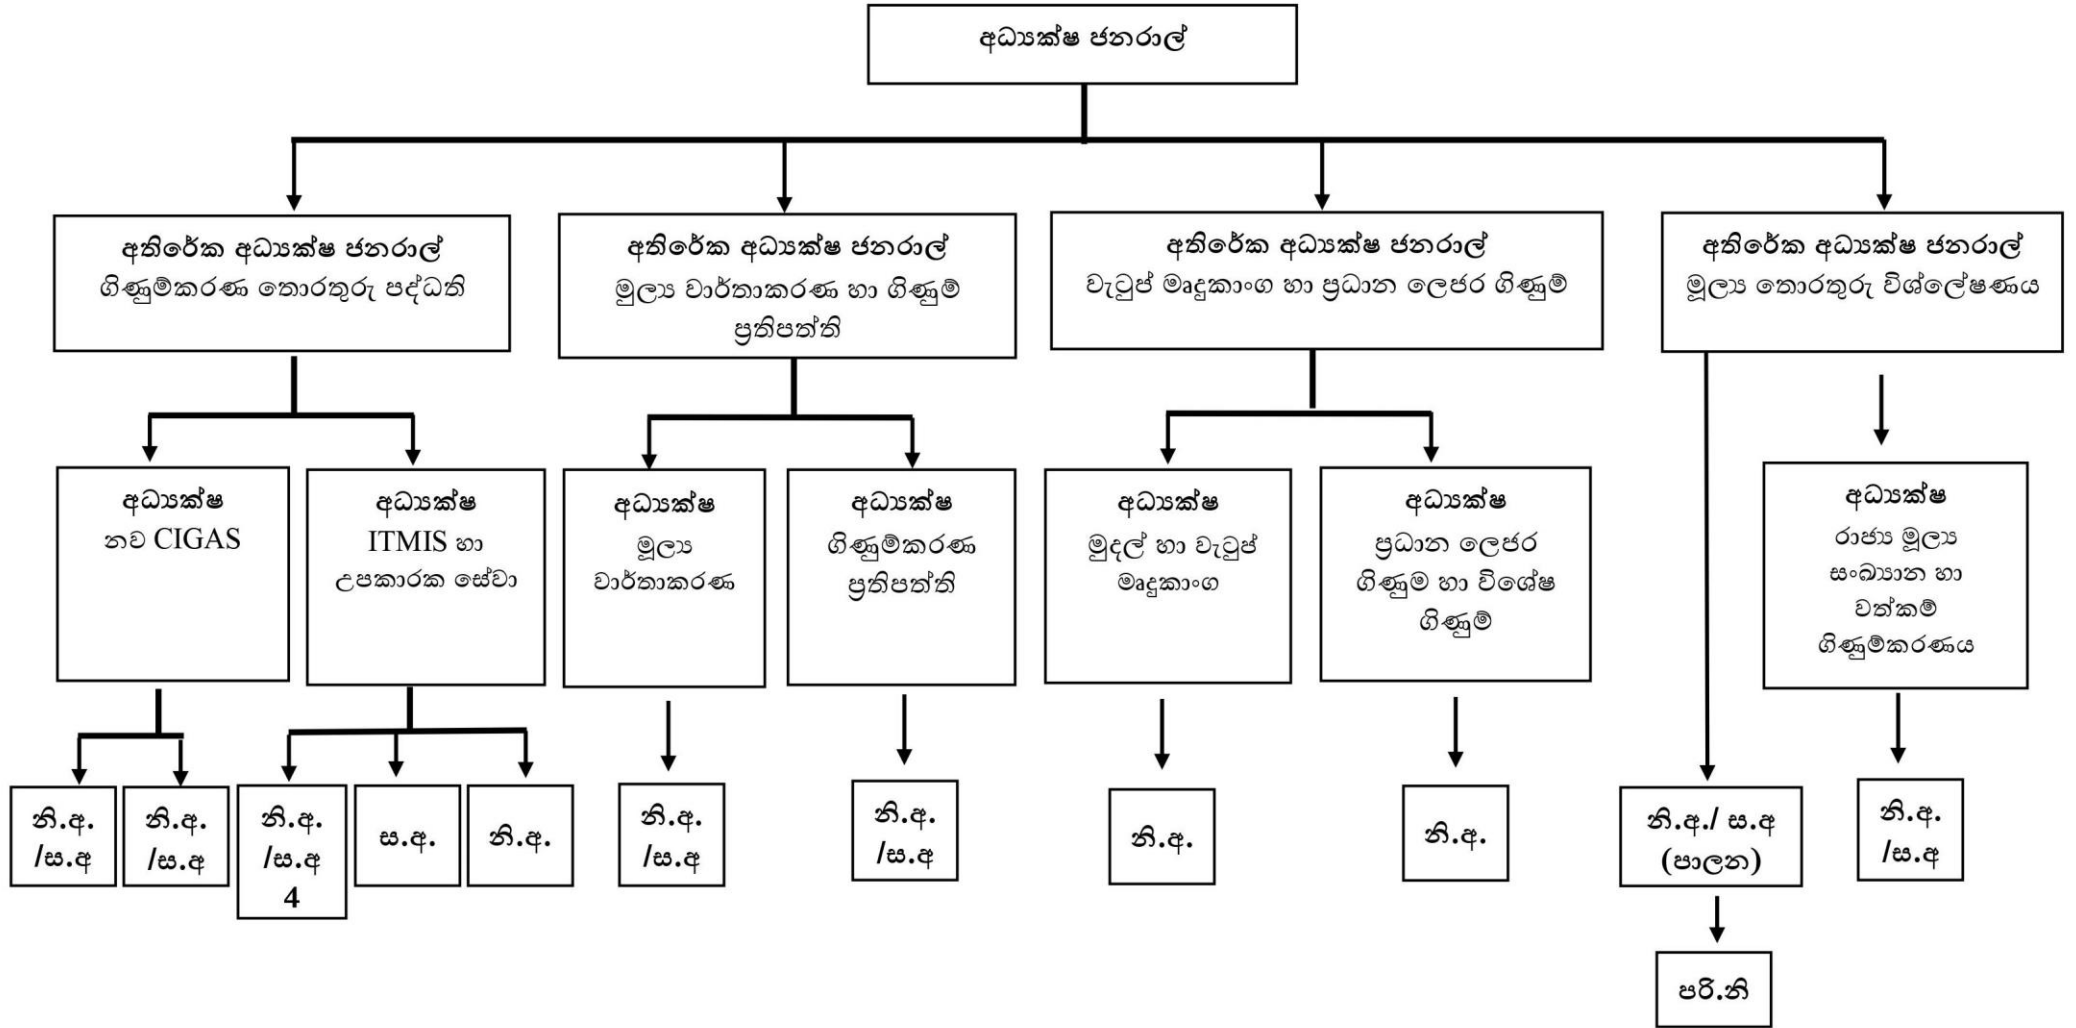 අධ්‍යක්ෂ ජනරාල්
අතිරේක අධ්‍යක්ෂ ජනරාල්
ගිණුම්කරණ තොරතුරු පද්ධති
අතිරේක අධ්‍යක්ෂ ජනරාල්
මුල්‍ය වාර්තාකරණ හා ගිණුම්
ප්‍රතිපත්ති
අතිරේක අධ්‍යක්ෂ ජනරාල්
වැටුප් මෘදුකාංග හා ප්‍රධාන ලෙජර ගිණුම්
අතිරේක අධ්‍යක්ෂ ජනරාල්
මූල්‍ය තොරතුරු විශ්ලේෂණය
අධ්‍යක්ෂ
නව CIGAS
අධ්‍යක්ෂ
ITMIS හා
උපකාරක සේවා
අධ්‍යක්ෂ
මූල්‍ය
වාර්තාකරණ
අධ්‍යක්ෂ
ගිණුම්කරණ
ප්‍රතිපත්ති
අධ්‍යක්ෂ
මුදල් හා වැටුප්
මෘදුකාංග
අධ්‍යක්ෂ
ප්‍රධාන ලෙජර
ගිණුම හා විශේෂ
ගිණුම්
අධ්‍යක්ෂ
රාජ්‍ය මූල්‍ය
සංඛ්‍යාන හා
වත්කම්
ගිණුම්කරණය
නි.අ.
/ස.අ
නි.අ.
/ස.අ
නි.අ.
/ස.අ
4
ස.අ.
නි.අ.
නි.අ.
/ස.අ
නි.අ.
/ස.අ
නි.අ.
නි.අ.
නි.අ./ ස.අ
(පාලන)
නි.අ.
/ස.අ
පරි.නි